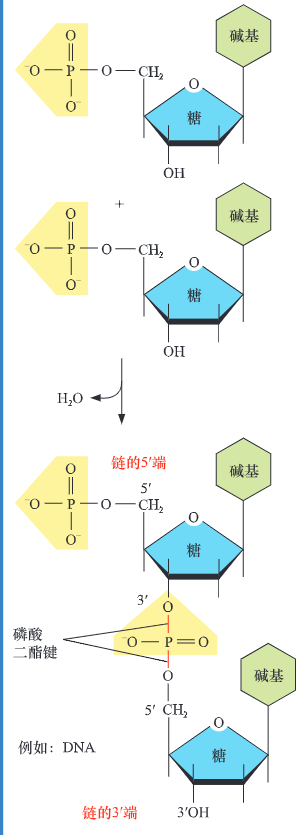 碱基
O
⁻O — P — O — CH₂
O
O⁻
糖
OH
+
碱基
O
⁻O — P — O — CH₂
O
O⁻
糖
OH
H₂O
链的5′端
碱基
O
5′
⁻O — P — O — CH₂
O⁻
O
糖
3′
O
磷酸
二酯键
⁻O — P = O
O
碱基
5′ CH₂
O
例如：DNA
糖
链的3′端
3′OH